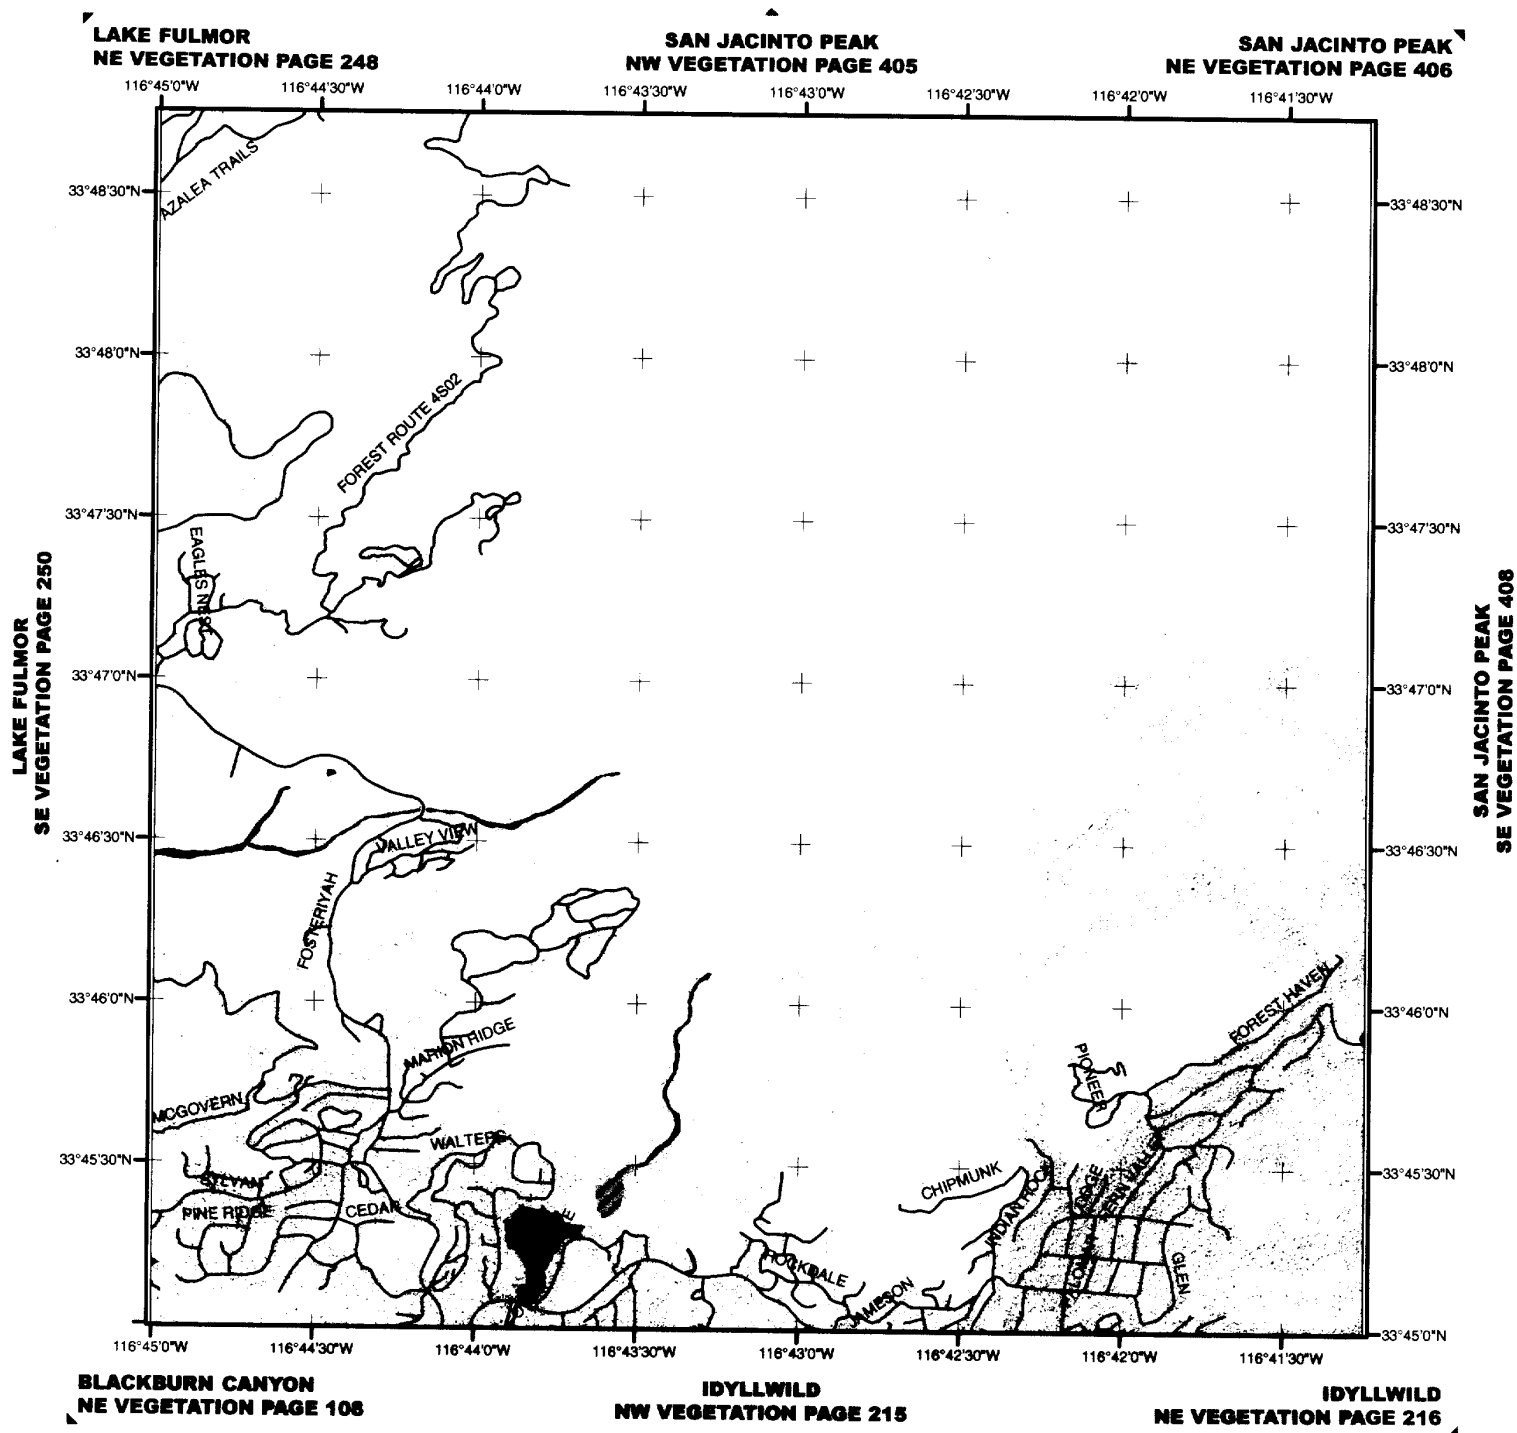 LAKE FULMOR
NE VEGETATION PAGE 248
SAN JACINTO PEAK
NW VEGETATION PAGE 405
SAN JACINTO PEAK
NE VEGETATION PAGE 406
116°45'0"W
116°44'30"W
116°44'0"W
116°43'30"W
116°43'0"W
116°42'30"W
116°42'0"W
116°41'30"W
AZALEA TRAILS
33°48'30"N
33°48'30"N
33°48'0"N
33°48'0"N
FOREST ROUTE 4S02
33°47'30"N
33°47'30"N
EAGLES NEST
LAKE FULMOR
SE VEGETATION PAGE 250
SAN JACINTO PEAK
SE VEGETATION PAGE 408
33°47'0"N
33°47'0"N
33°46'30"N
VALLEY VIEW
33°46'30"N
FOSTERIYAH
33°46'0"N
33°46'0"N
FOREST HAVEN
MARION RIDGE
PIONEER
MCGOVERN
WALTERS
33°45'30"N
33°45'30"N
CHIPMUNK
INDIAN ROCK
FERN VALLEY
PINE RIDGE
CEDAR
ROCKDALE
JAMESON
GLEN
33°45'0"N
116°45'0"W
116°44'30"W
116°44'0"W
116°43'30"W
116°43'0"W
116°42'30"W
116°42'0"W
116°41'30"W
BLACKBURN CANYON
NE VEGETATION PAGE 108
IDYLLWILD
NW VEGETATION PAGE 215
IDYLLWILD
NE VEGETATION PAGE 216